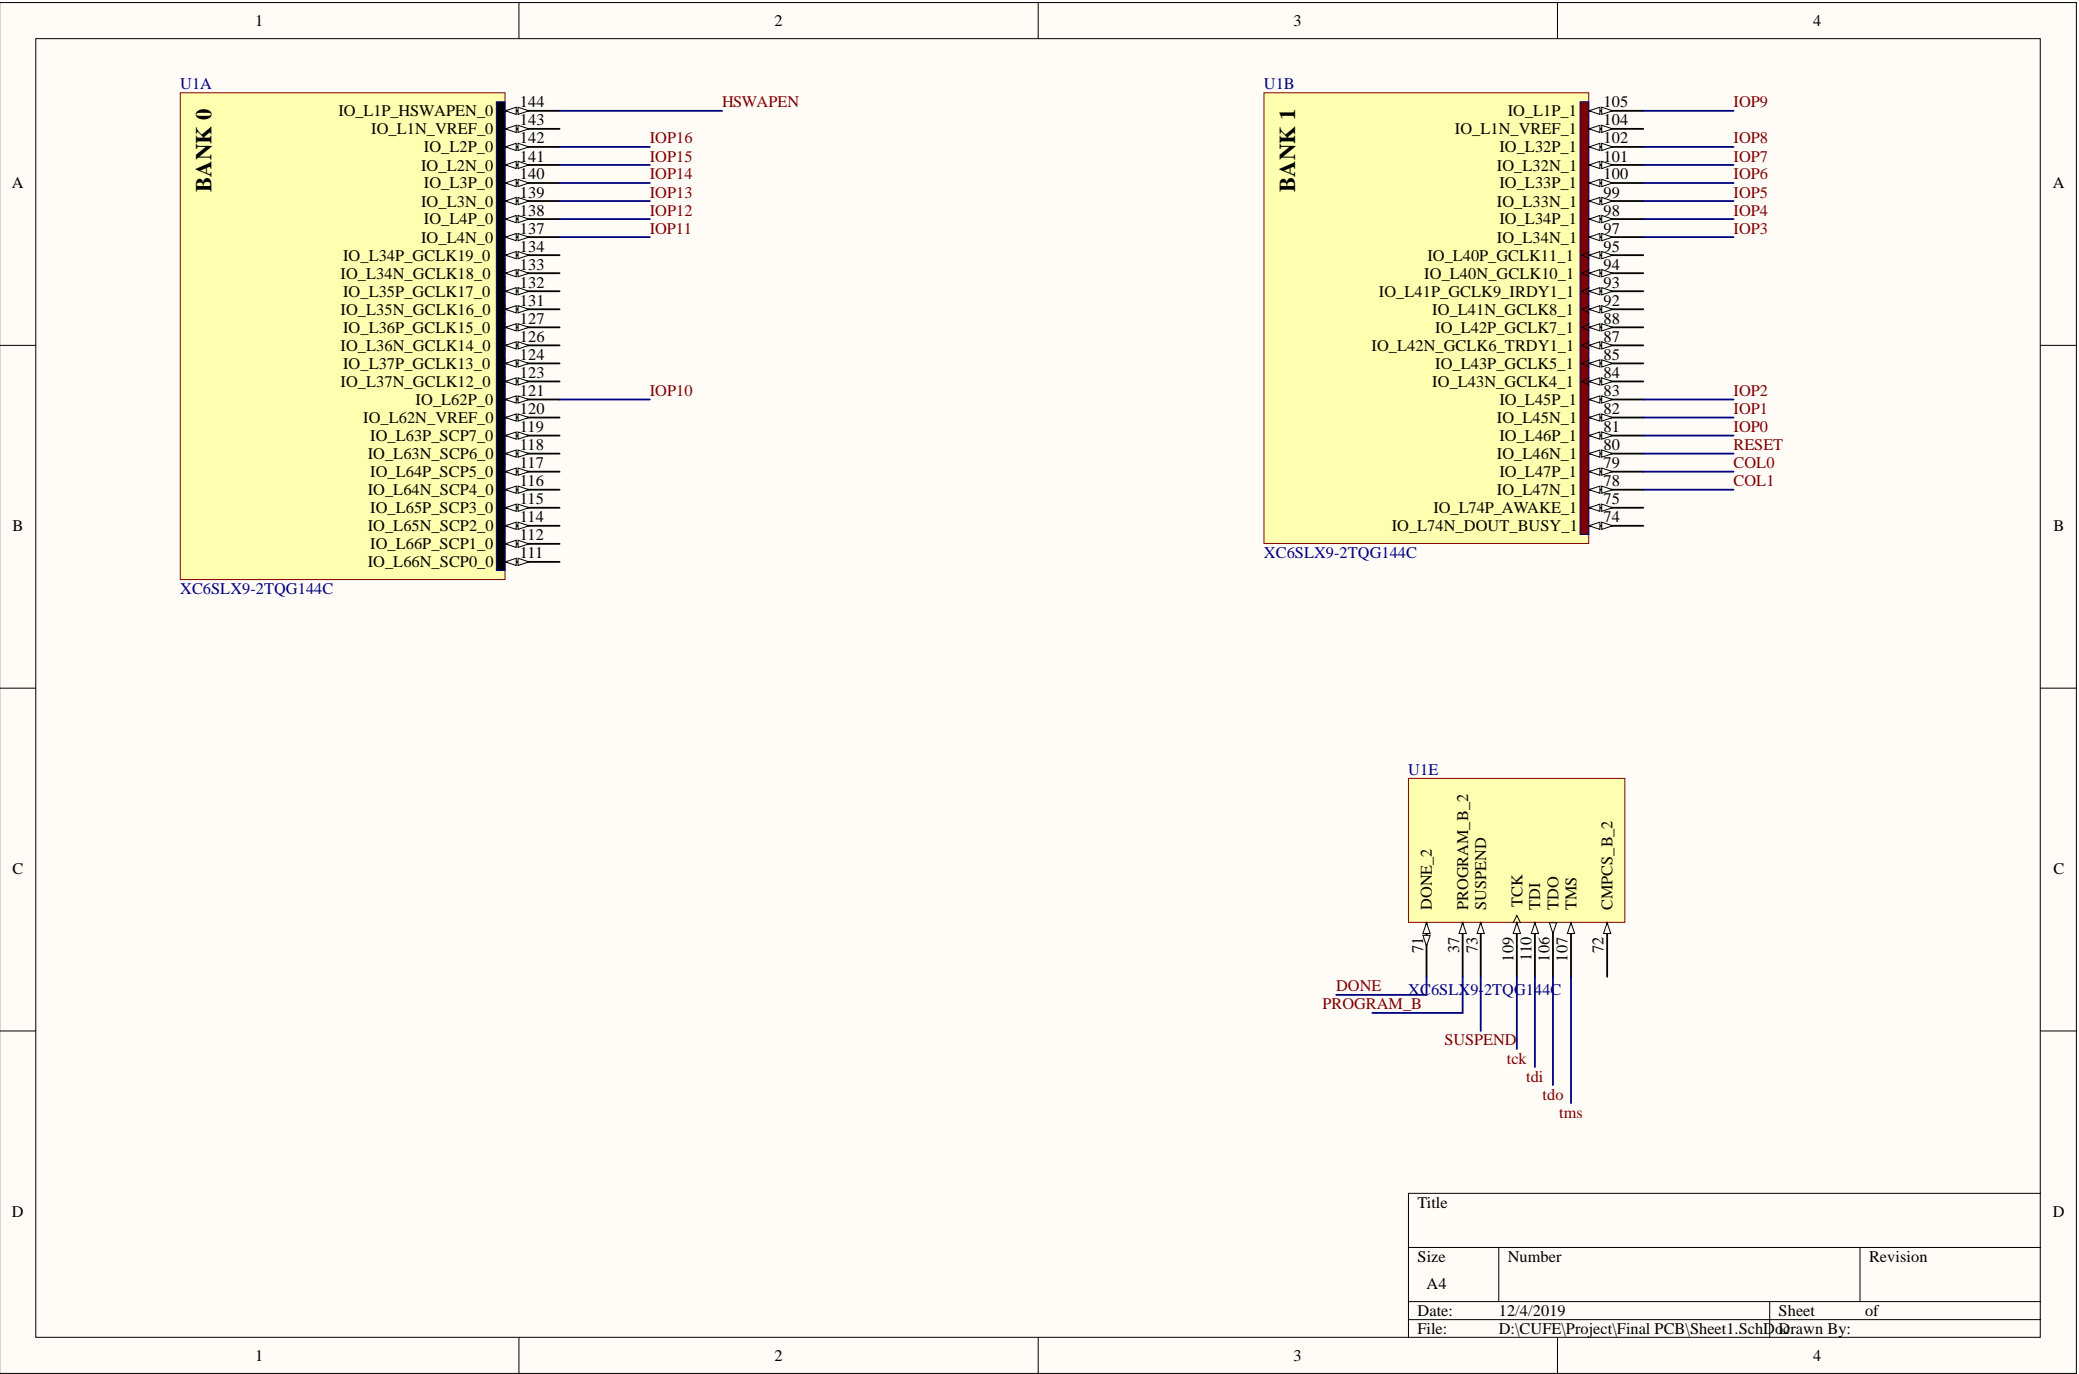 1 2 3 4
U1A
BANK 0
IO_L1P_HSWAPEN_0 144 HSWAPEN
IO_L1N_VREF_0 143
IO_L2P_0 142 IOP16
IO_L2N_0 141 IOP15
IO_L3P_0 140 IOP14
IO_L3N_0 139 IOP13
IO_L4P_0 138 IOP12
IO_L4N_0 137 IOP11
IO_L34P_GCLK19_0 134
IO_L34N_GCLK18_0 133
IO_L35P_GCLK17_0 132
IO_L35N_GCLK16_0 131
IO_L36P_GCLK15_0 127
IO_L36N_GCLK14_0 126
IO_L37P_GCLK13_0 124
IO_L37N_GCLK12_0 123
IO_L62P_0 121 IOP10
IO_L62N_VREF_0 120
IO_L63P_SCP7_0 119
IO_L63N_SCP6_0 118
IO_L64P_SCP5_0 117
IO_L64N_SCP4_0 116
IO_L65P_SCP3_0 115
IO_L65N_SCP2_0 114
IO_L66P_SCP1_0 112
IO_L66N_SCP0_0 111
XC6SLX9-2TQG144C
U1B
BANK 1
IO_L1P_1 105 IOP9
IO_L1N_VREF_1 104
IO_L32P_1 102 IOP8
IO_L32N_1 101 IOP7
IO_L33P_1 100 IOP6
IO_L33N_1 99 IOP5
IO_L34P_1 98 IOP4
IO_L34N_1 97 IOP3
IO_L40P_GCLK11_1 95
IO_L40N_GCLK10_1 94
IO_L41P_GCLK9_IRDY1_1 93
IO_L41N_GCLK8_1 92
IO_L42P_GCLK7_1 88
IO_L42N_GCLK6_TRDY1_1 87
IO_L43P_GCLK5_1 85
IO_L43N_GCLK4_1 84
IO_L45P_1 83 IOP2
IO_L45N_1 82 IOP1
IO_L46P_1 81 IOP0
IO_L46N_1 80 RESET
IO_L47P_1 79 COL0
IO_L47N_1 78 COL1
IO_L74P_AWAKE_1 75
IO_L74N_DOUT_BUSY_1 74
XC6SLX9-2TQG144C
A A
B B
C C
D D
U1E
DONE_2 71
PROGRAM_B_2 37
SUSPEND 73
TCK 109
TDI 110
TDO 106
TMS 107
CMPCS_B_2 72
XC6SLX9-2TQG144C
DONE
PROGRAM_B
SUSPEND
tck
tdi
tdo
tms
Title
Size Number Revision
A4
Date: 12/4/2019 Sheet of
File: D:\CUFE\Project\Final PCB\Sheet1.SchDoc Drawn By:
1 2 3 4